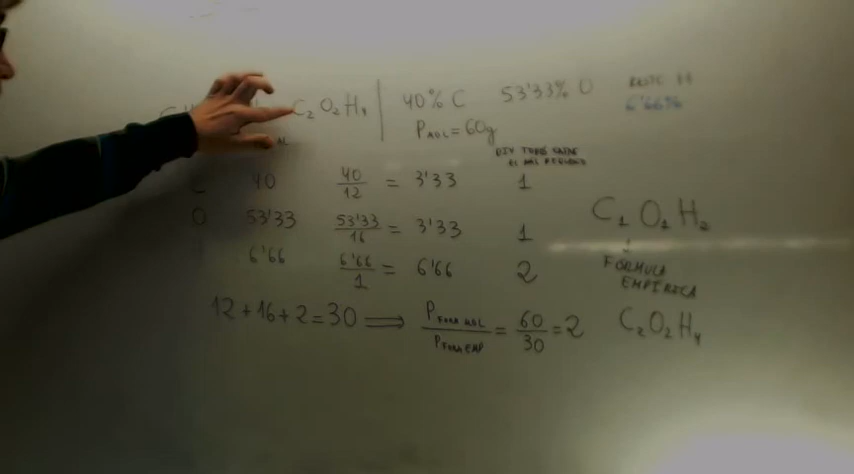 C₂O₂H₄ | 40% C 53'33% O RESTO H
P MOL = 60g 6'66%
DIV TODO ENTRE
EL MÁS PEQUEÑO
C 40 40/12 = 3'33 1
O 53'33 53'33/16 = 3'33 1 C₁O₁H₂
6'66 6'66/1 = 6'66 2 FÓRMULA
EMPÍRICA
12+16+2=30 ⟹ P FORM MOL / P FORM EMP = 60/30 = 2 C₂O₂H₄